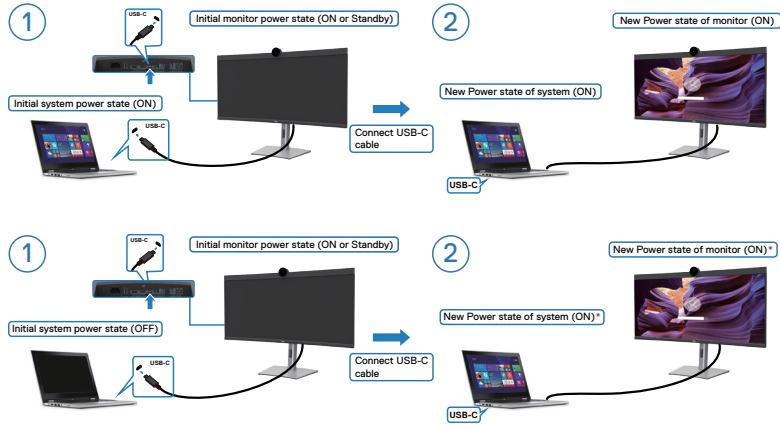 1
USB-C
Initial monitor power state (ON or Standby)
Initial system power state (ON)
USB-C
Connect USB-C
cable
2
New Power state of monitor (ON)
New Power state of system (ON)
USB-C
1
USB-C
Initial monitor power state (ON or Standby)
Initial system power state (OFF)
USB-C
Connect USB-C
cable
2
New Power state of monitor (ON)*
New Power state of system (ON)*
USB-C